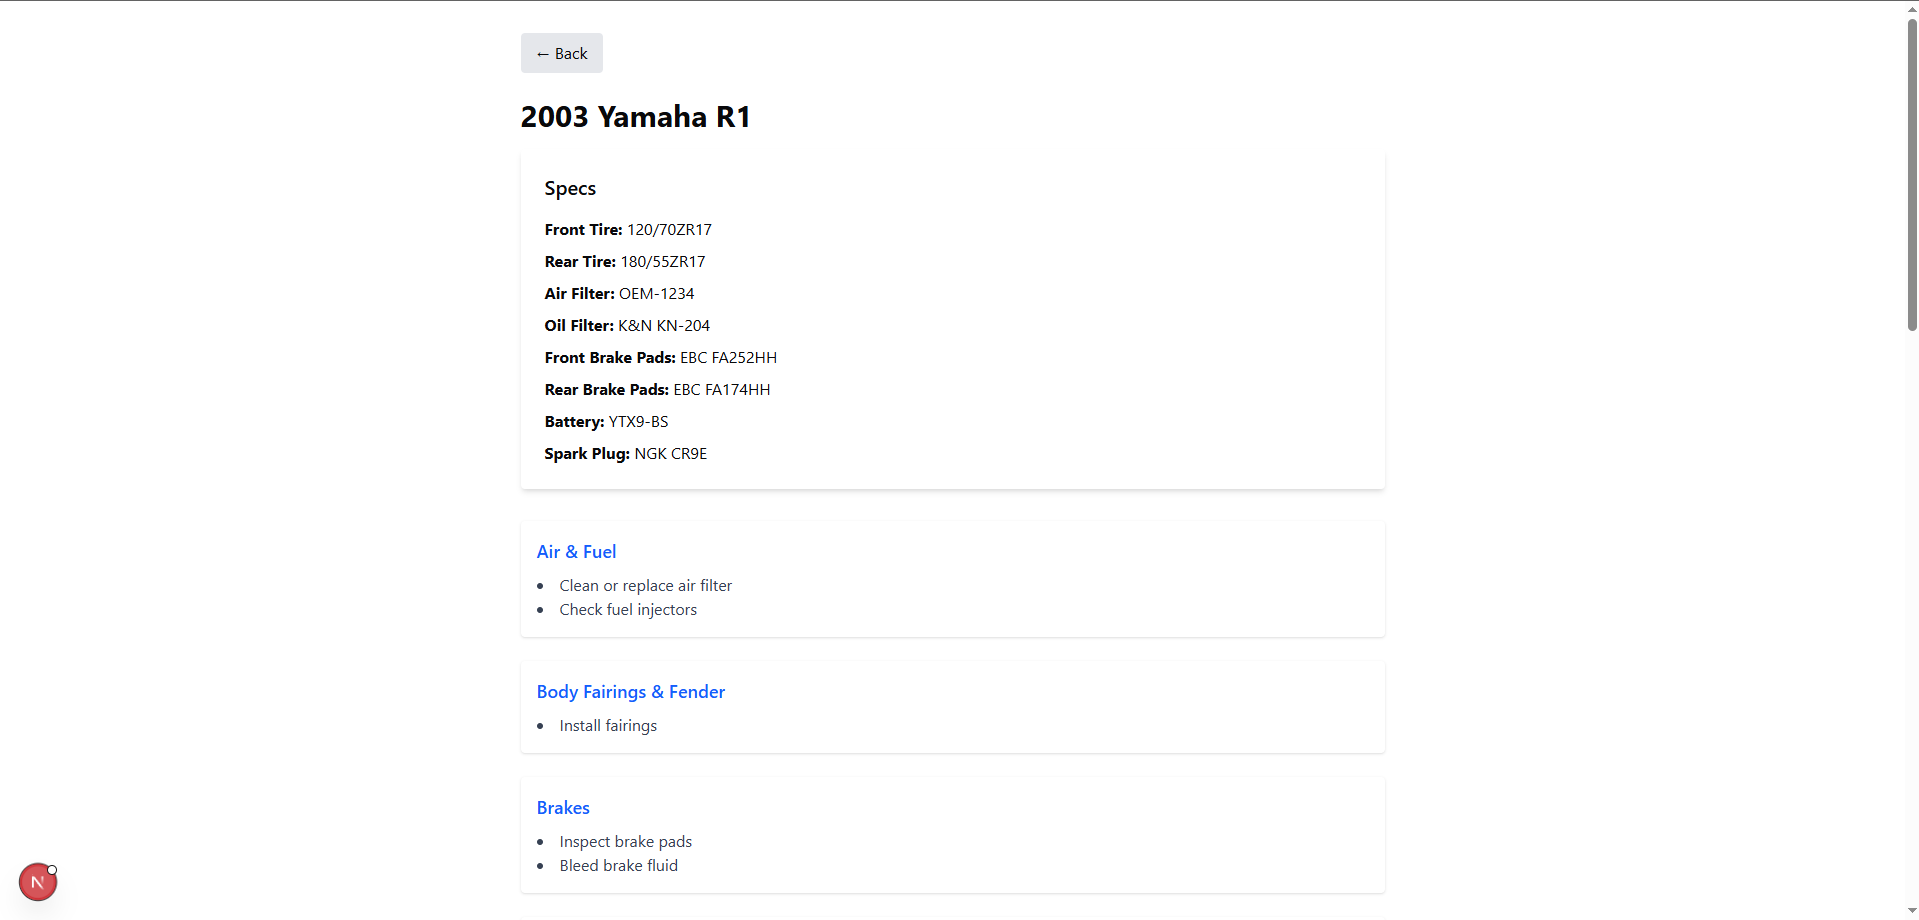 ← Back
2003 Yamaha R1
Specs
Front Tire: 120/70ZR17
Rear Tire: 180/55ZR17
Air Filter: OEM-1234
Oil Filter: K&N KN-204
Front Brake Pads: EBC FA252HH
Rear Brake Pads: EBC FA174HH
Battery: YTX9-BS
Spark Plug: NGK CR9E
Air & Fuel
• Clean or replace air filter
• Check fuel injectors
Body Fairings & Fender
• Install fairings
Brakes
• Inspect brake pads
• Bleed brake fluid
N